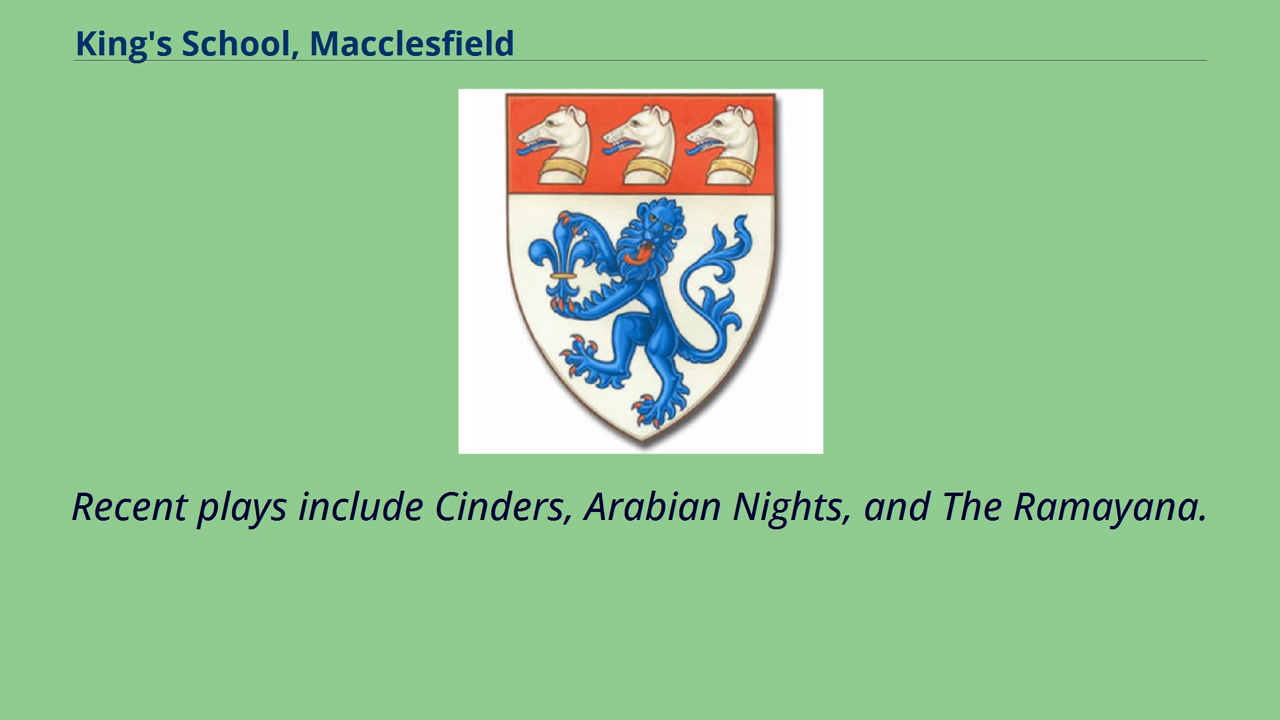 King's School, Macclesfield
Recent plays include Cinders, Arabian Nights, and The Ramayana.